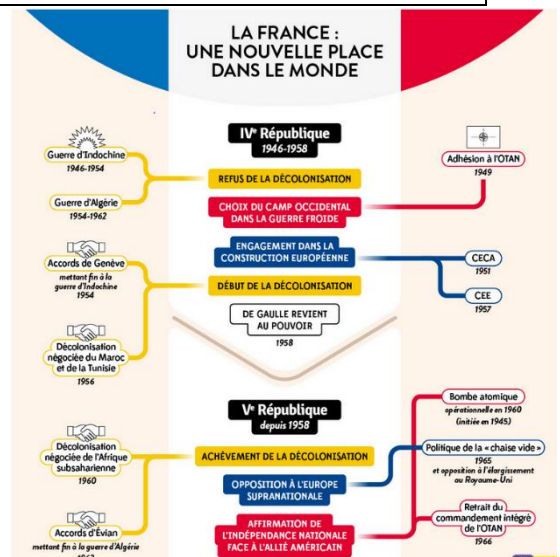 LA FRANCE :
UNE NOUVELLE PLACE
DANS LE MONDE
IVe République
1946-1958
Guerre d'Indochine
1946-1954
Guerre d'Algérie
1954-1962
REFUS DE LA DÉCOLONISATION
Adhésion à l'OTAN
1949
CHOIX DU CAMP OCCIDENTAL
DANS LA GUERRE FROIDE
ENGAGEMENT DANS LA
CONSTRUCTION EUROPÉENNE
CECA
1951
CEE
1957
Accords de Genève
mettant fin à la
guerre d'Indochine
1954
DÉBUT DE LA DÉCOLONISATION
Décolonisation
négociée du Maroc
et de la Tunisie
1956
DE GAULLE REVIENT
AU POUVOIR
1958
Ve République
depuis 1958
Décolonisation
négociée de l'Afrique
subsaharienne
1960
ACHÈVEMENT DE LA DÉCOLONISATION
Accords d'Évian
mettant fin à la guerre d'Algérie
OPPOSITION À L'EUROPE
SUPRANATIONALE
AFFIRMATION DE
L'INDÉPENDANCE NATIONALE
FACE À L'ALLIÉ AMÉRICAIN
Bombe atomique
opérationnelle en 1960
(initiée en 1945)
Politique de la « chaise vide »
1965
et opposition à l'élargissement
au Royaume-Uni
Retrait du
commandement intégré
de l'OTAN
1966